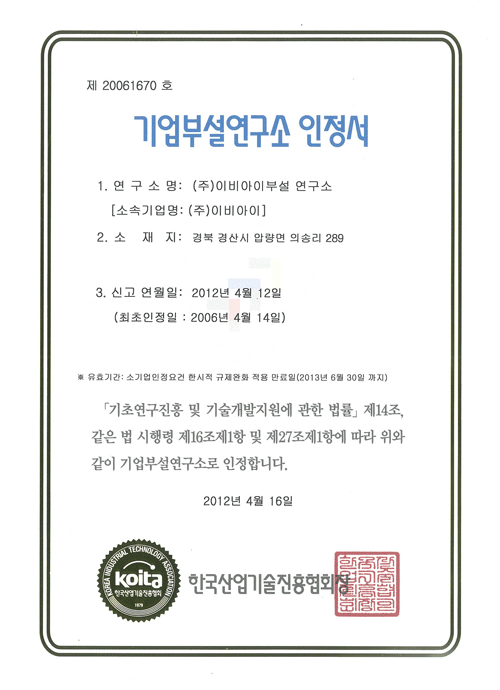 제 20061670 호
기업부설연구소 인정서
1. 연 구 소 명: (주)이비아이부설 연구소
[소속기업명: (주)이비아이]
2. 소 재 지: 경북 경산시 압량면 의송리 289
3. 신고 연월일: 2012년 4월 12일
(최초인정일 : 2006년 4월 14일)
※ 유효기간: 소기업인정요건 한시적 규제완화 적용 만료일(2013년 6월 30일 까지)
「기초연구진흥 및 기술개발지원에 관한 법률」제14조,
같은 법 시행령 제16조제1항 및 제27조제1항에 따라 위와
같이 기업부설연구소로 인정합니다.
2012년 4월 16일
KOREA INDUSTRIAL TECHNOLOGY ASSOCIATION
koita
한국산업기술진흥협회
1979
한국산업기술진흥협회장